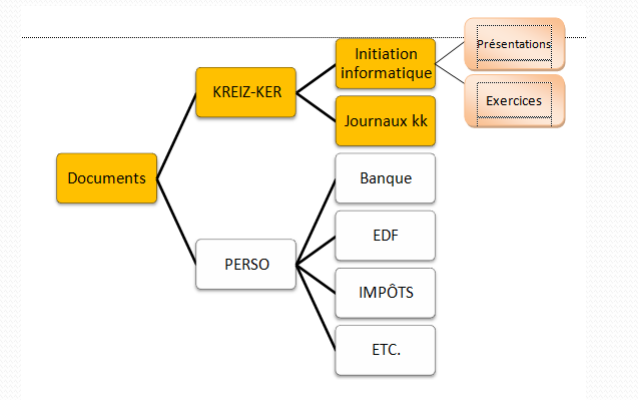 Documents
KREIZ-KER
Initiation
informatique
Présentations
Exercices
Journaux kk
PERSO
Banque
EDF
IMPÔTS
ETC.